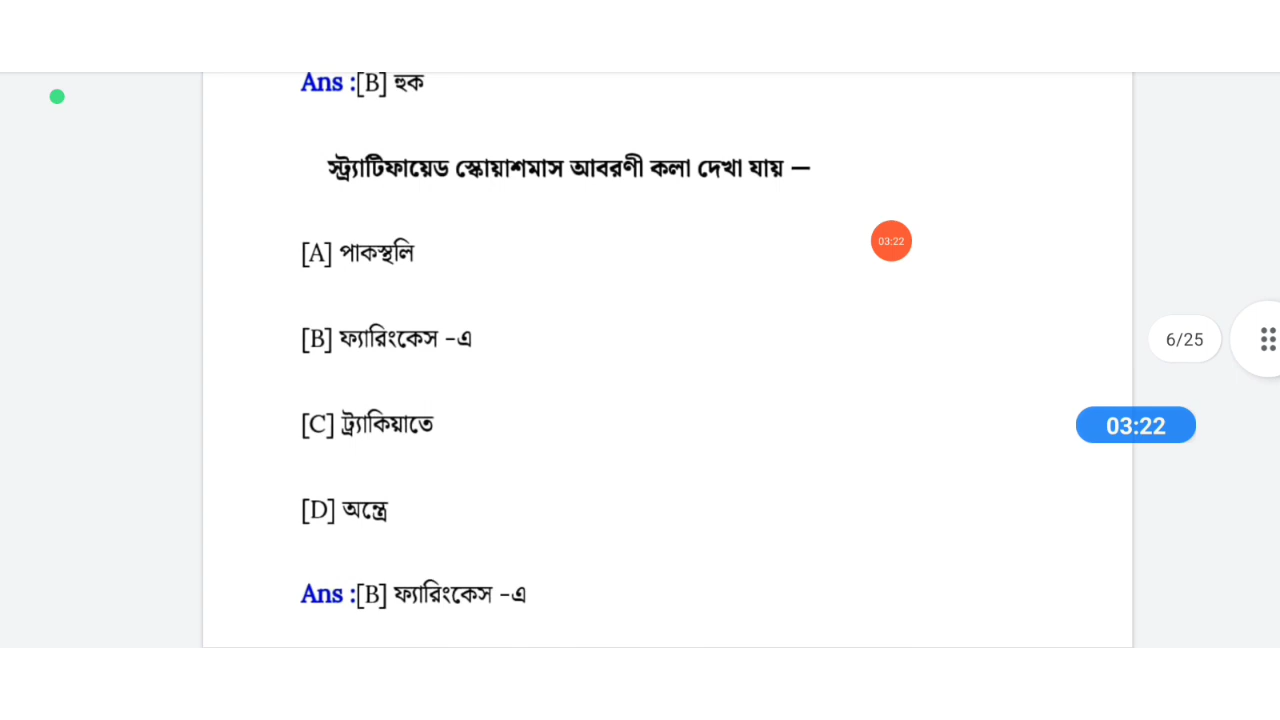 Ans :[B] হুক
স্ট্র্যাটিফায়েড স্কোয়াশমাস আবরণী কলা দেখা যায় —
[A] পাকস্থলি
03:22
[B] ফ্যারিংকেস -এ
6/25
[C] ট্র্যাকিয়াতে
03:22
[D] অন্ত্রে
Ans :[B] ফ্যারিংকেস -এ